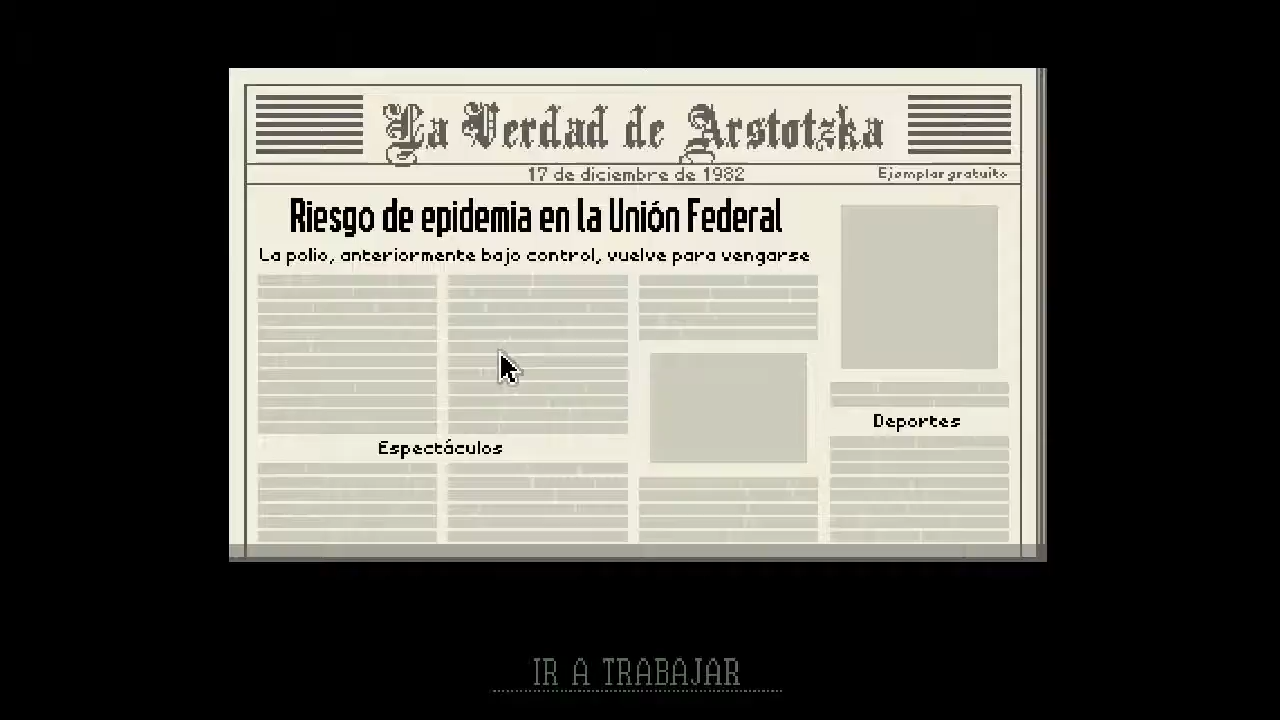 La Verdad de Arstotzka
17 de diciembre de 1982
Ejemplar gratuito
Riesgo de epidemia en la Unión Federal
La polio, anteriormente bajo control, vuelve para vengarse
Deportes
Espectáculos
IR A TRABAJAR